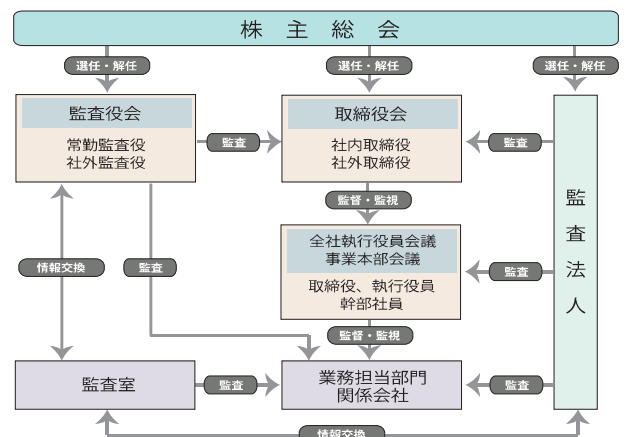 株主総会
選任・解任
選任・解任
選任・解任
監査役会
常勤監査役
社外監査役
監査
取締役会
社内取締役
社外取締役
監査
監査法人
監督・監視
全社執行役員会議
事業本部会議
取締役、執行役員
幹部社員
情報交換
監査
監査
監督・監視
監査室
監査
業務担当部門
関係会社
監査
情報交換